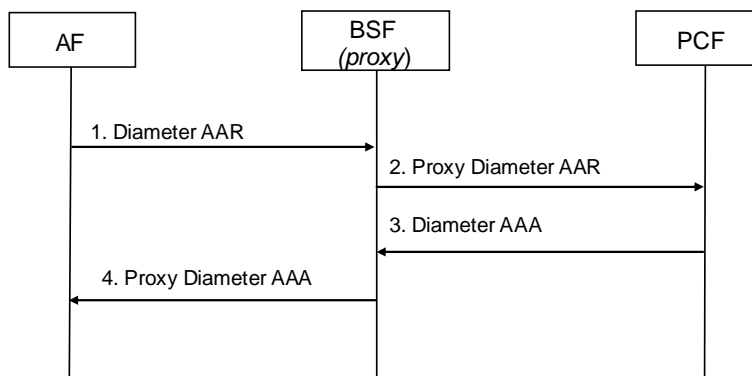 AF
BSF
(proxy)
PCF
1. Diameter AAR
2. Proxy Diameter AAR
3. Diameter AAA
4. Proxy Diameter AAA